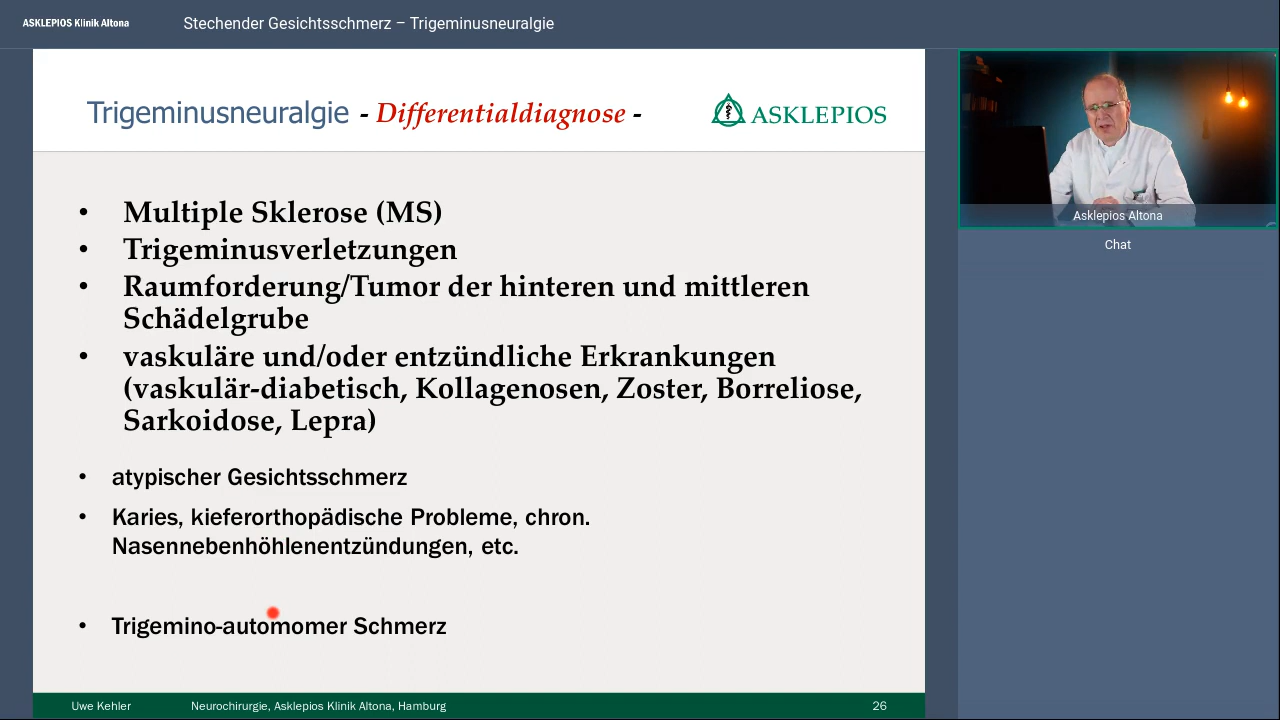 ASKLEPIOS Klinik Altona
Stechender Gesichtsschmerz – Trigeminusneuralgie
Trigeminusneuralgie - Differentialdiagnose -
ASKLEPIOS
• Multiple Sklerose (MS)
• Trigeminusverletzungen
• Raumforderung/Tumor der hinteren und mittleren
Schädelgrube
• vaskuläre und/oder entzündliche Erkrankungen
(vaskulär-diabetisch, Kollagenosen, Zoster, Borreliose,
Sarkoidose, Lepra)
• atypischer Gesichtsschmerz
• Karies, kieferorthopädische Probleme, chron.
Nasennebenhöhlenentzündungen, etc.
• Trigemino-automomer Schmerz
Uwe Kehler Neurochirurgie, Asklepios Klinik Altona, Hamburg 26
Asklepios Altona
Chat